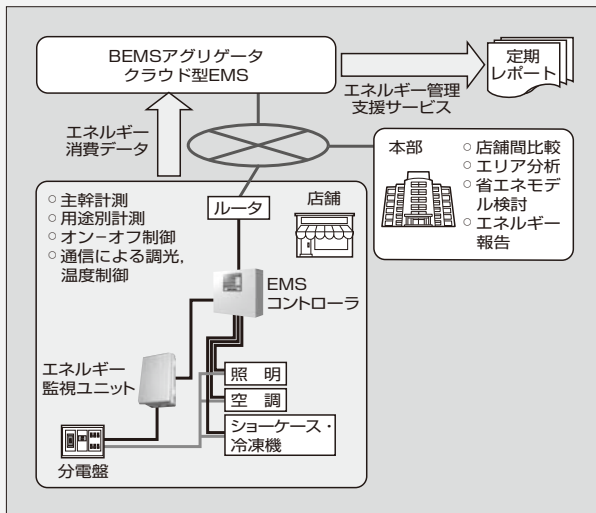 BEMSアグリゲータ
クラウド型EMS
エネルギー管理
支援サービス
定期
レポート
エネルギー
消費データ
本部
○店舗間比較
○エリア分析
○省エネモデ
ル検討
○エネルギー
報告
○主幹計測
○用途別計測
○オン−オフ制御
○通信による調光,
温度制御
ルータ
店舗
EMS
コントローラ
エネルギー
監視ユニット
照 明
空 調
ショーケース・
冷凍機
分電盤